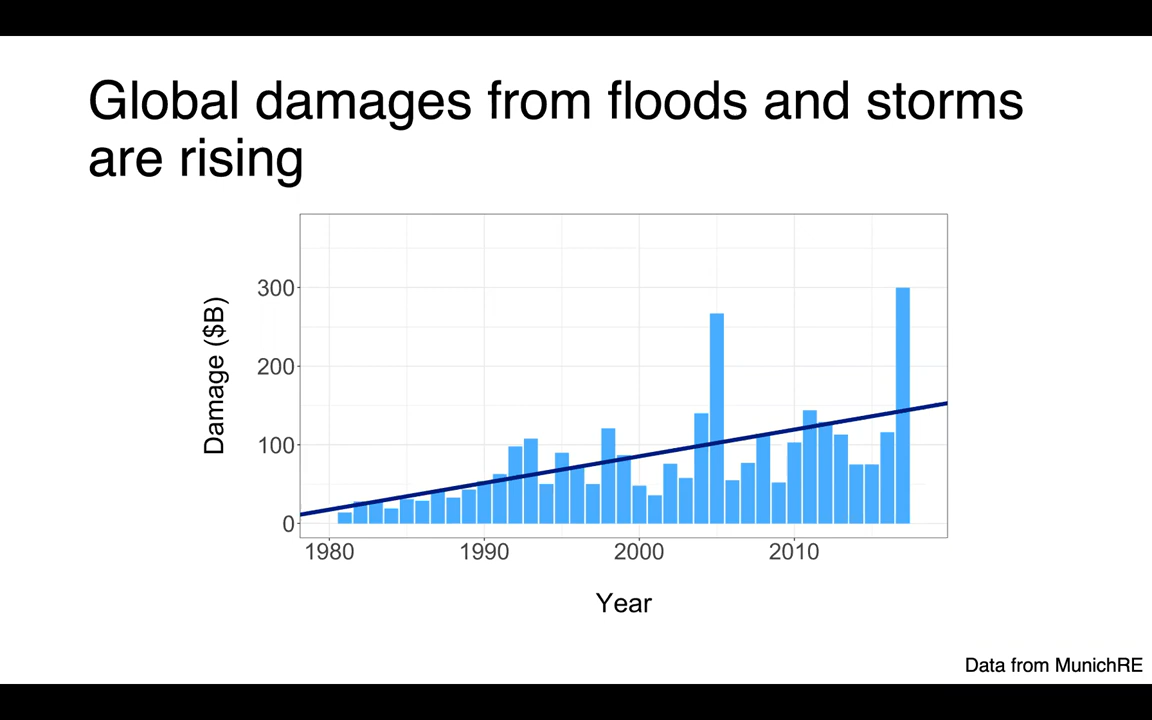 Global damages from floods and storms
are rising
Damage ($B)
300
200
100
0
1980 1990 2000 2010
Year
Data from MunichRE